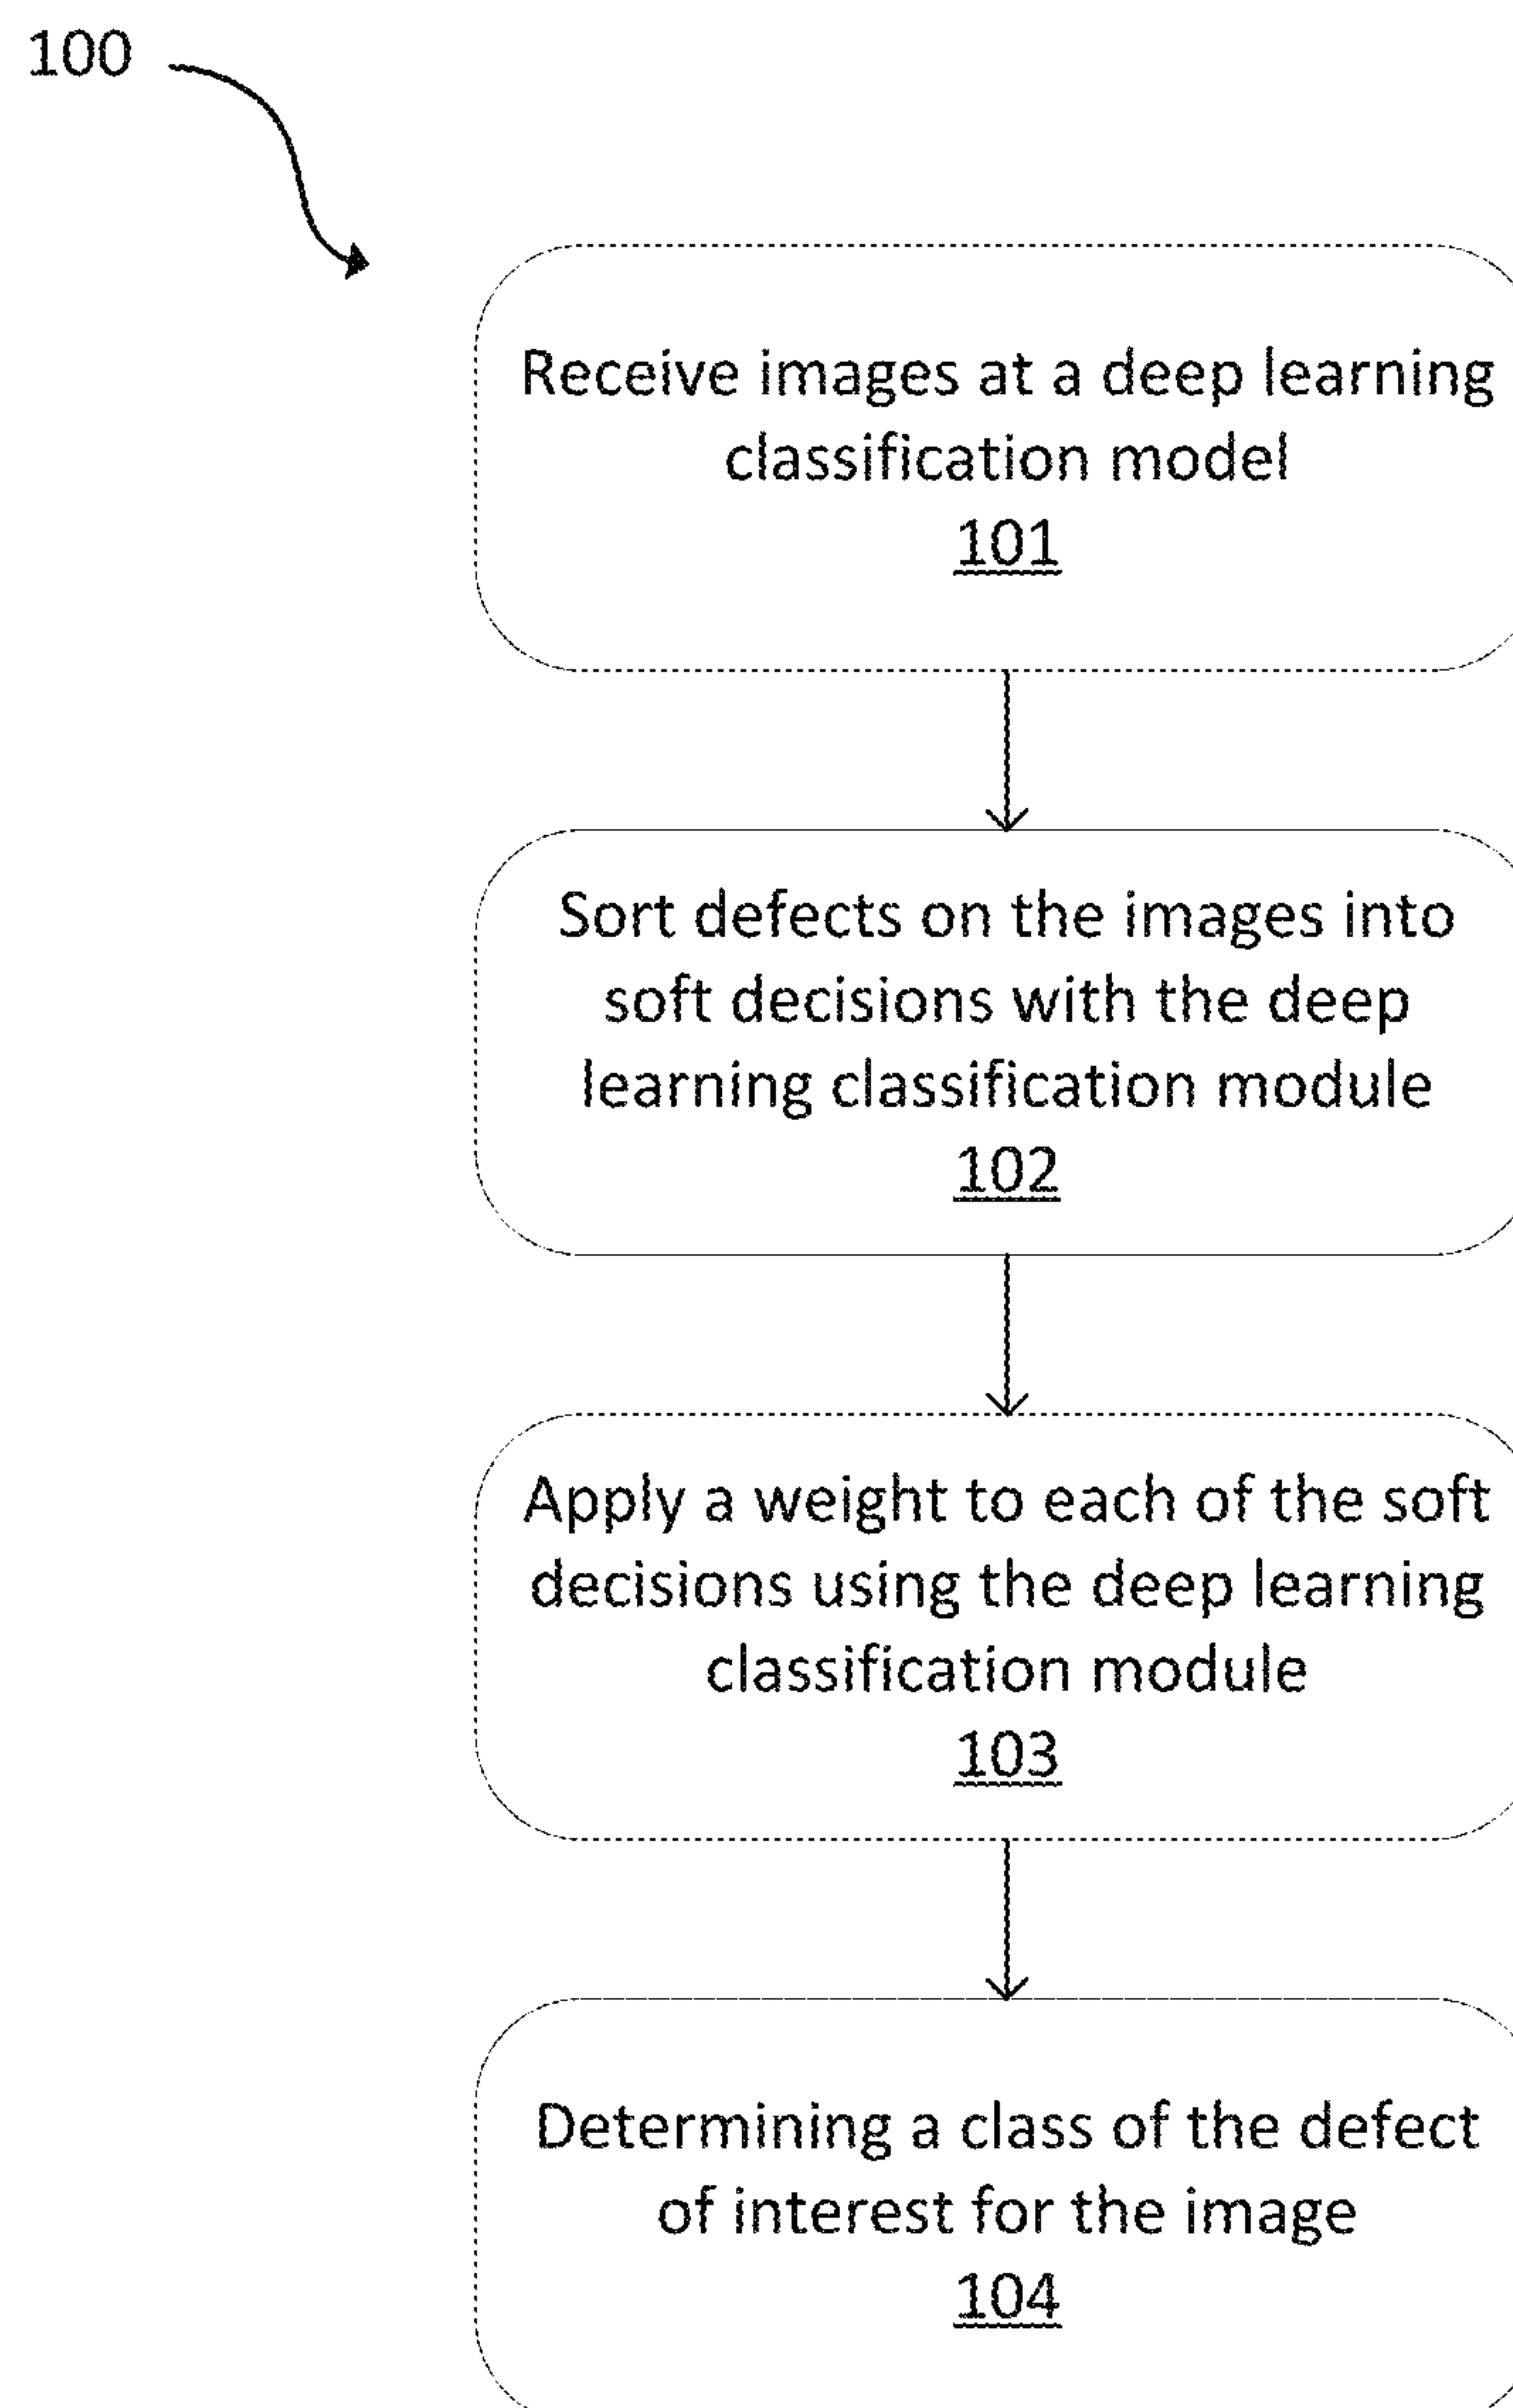 100
Receive images at a deep learning
classification model
101
Sort defects on the images into
soft decisions with the deep
learning classification module
102
Apply a weight to each of the soft
decisions using the deep learning
classification module
103
Determining a class of the defect
of interest for the image
104